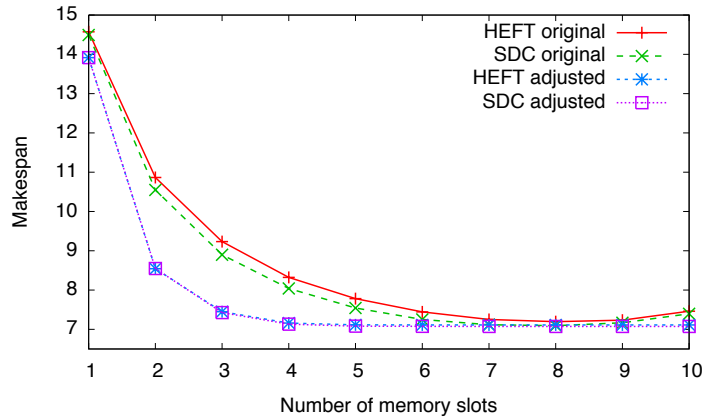 15
14
13
12
11
10
9
8
7
Makespan
HEFT original
SDC original
HEFT adjusted
SDC adjusted
1 2 3 4 5 6 7 8 9 10
Number of memory slots